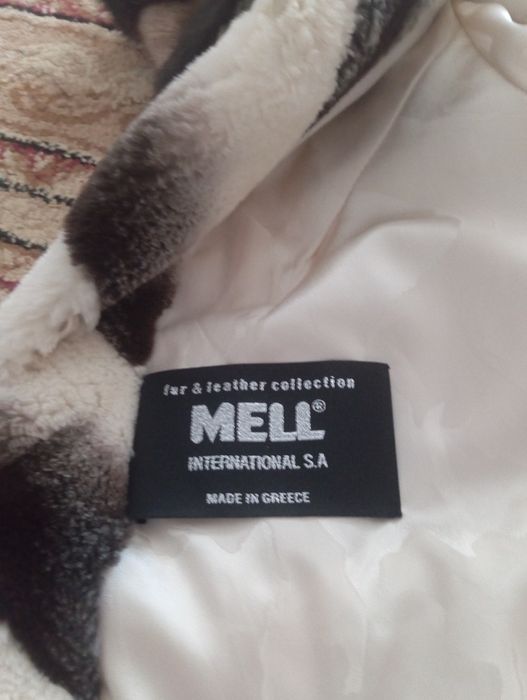 fur & leather collection
MELL®
INTERNATIONAL S.A
MADE IN GREECE